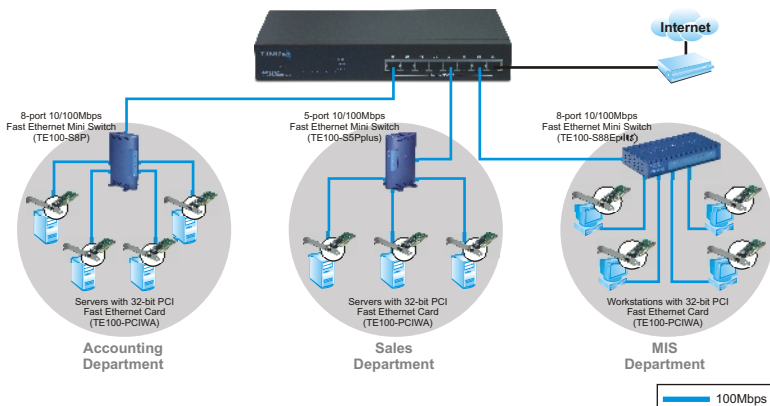 Internet
8-port 10/100Mbps
Fast Ethernet Mini Switch
(TE100-S8P)
5-port 10/100Mbps
Fast Ethernet Mini Switch
(TE100-S5Pplus)
8-port 10/100Mbps
Fast Ethernet Mini Switch
(TE100-S88Eplus)
Servers with 32-bit PCI
Fast Ethernet Card
(TE100-PCIWA)
Servers with 32-bit PCI
Fast Ethernet Card
(TE100-PCIWA)
Workstations with 32-bit PCI
Fast Ethernet Card
(TE100-PCIWA)
Accounting
Department
Sales
Department
MIS
Department
100Mbps